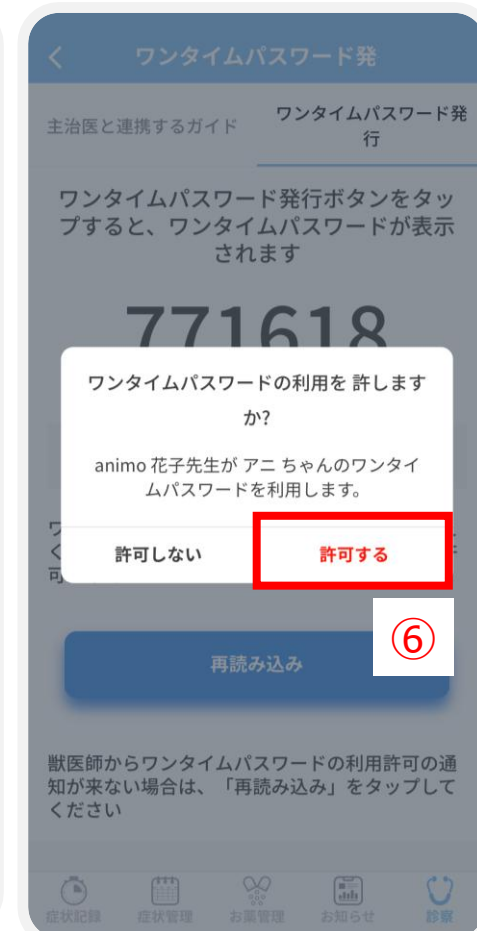 ワンタイムパスワード発
主治医と連携するガイド
ワンタイムパスワード発
行
ワンタイムパスワード発行ボタンをタッ
プすると、ワンタイムパスワードが表示
されます
771618
ワンタイムパスワードの利用を 許します
か?
animo 花子先生が アニ ちゃんのワンタイ
ムパスワードを利用します。
許可しない
許可する
⑥
再読み込み
獣医師からワンタイムパスワードの利用許可の通
知が来ない場合は、「再読み込み」をタップして
ください
症状記録
症状管理
お薬管理
お知らせ
診察